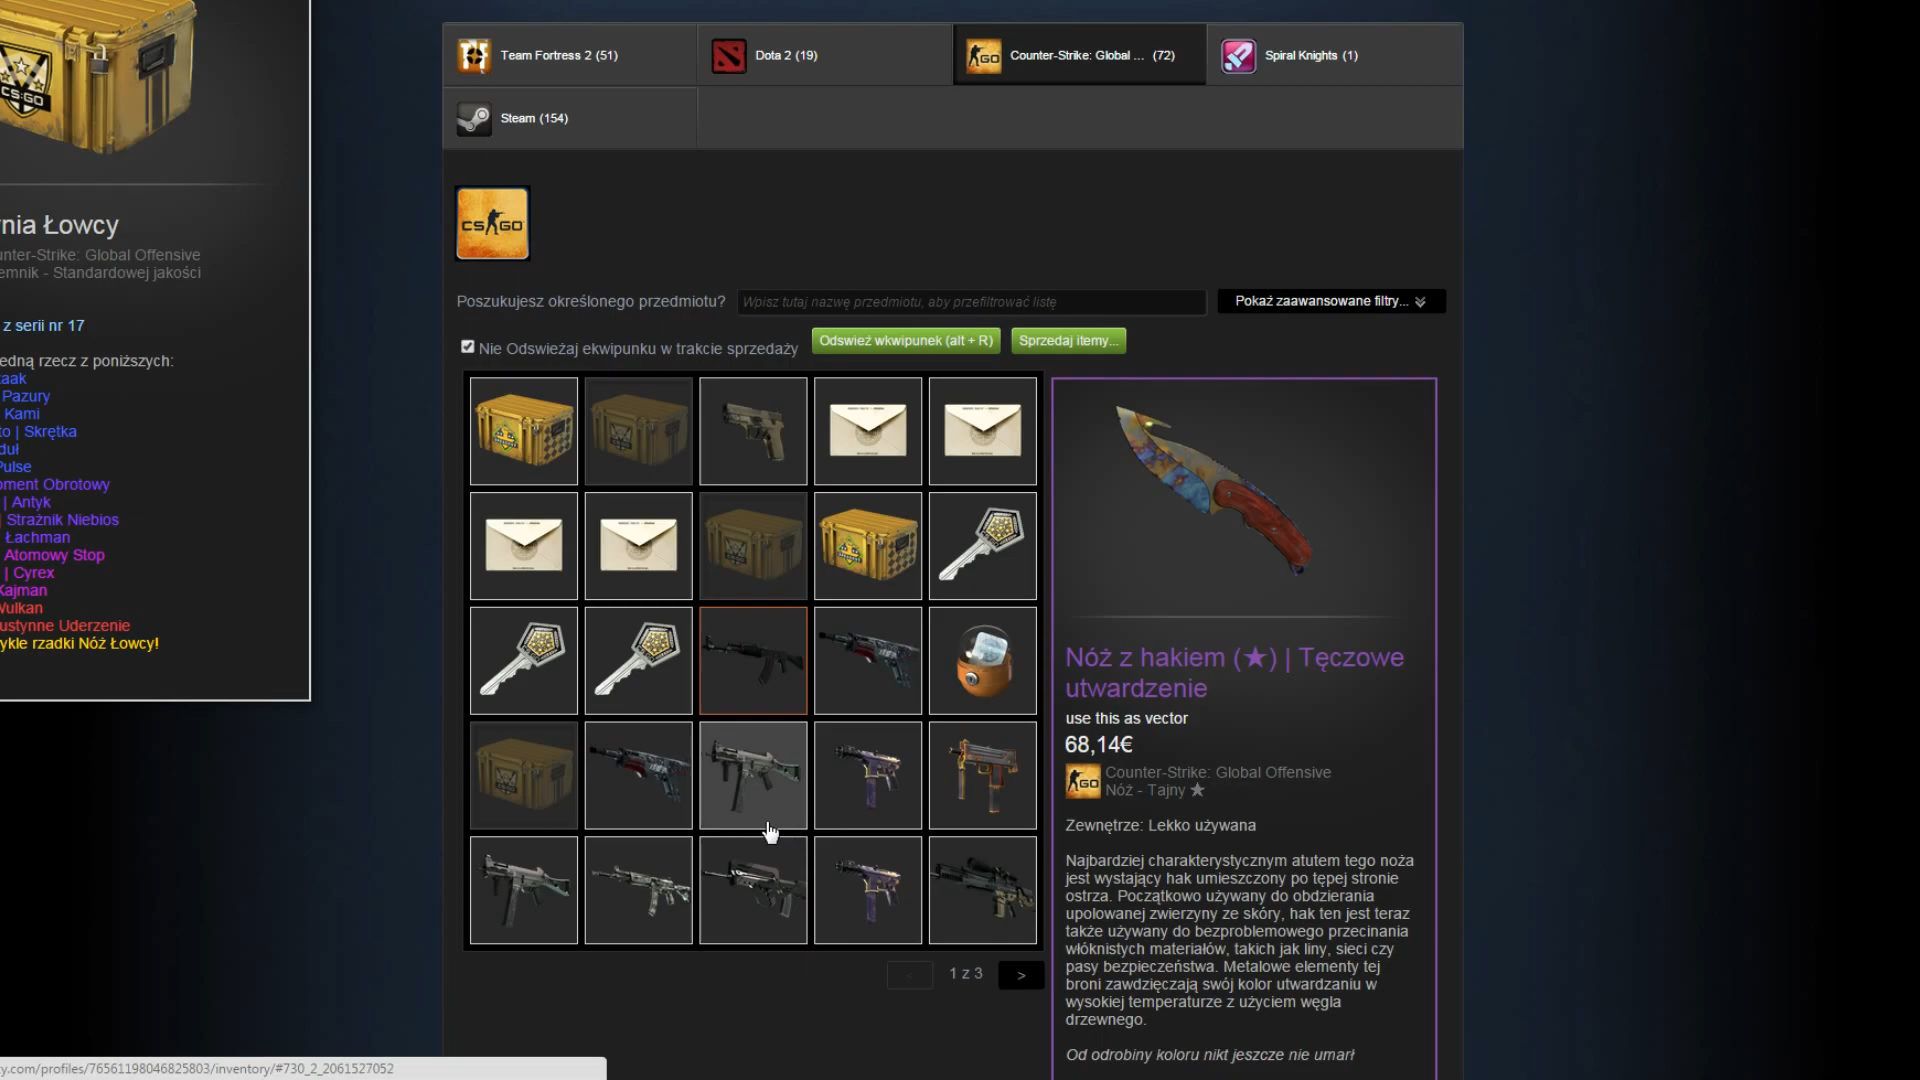 Team Fortress 2 (51)
Dota 2 (19)
Counter-Strike: Global ... (72)
Spiral Knights (1)
Steam (154)
CS:GO
nia Łowcy
unter-Strike: Global Offensive
emnik - Standardowej jakości
z serii nr 17
edną rzecz z poniższych:
aak
Pazury
Kami
to | Skrętka
duł
Pulse
oment Obrotowy
| Antyk
| Strażnik Niebios
Łachman
Atomowy Stop
| Cyrex
Kajman
Wulkan
ustynne Uderzenie
ykle rzadki Nóż Łowcy!
CS GO
Poszukujesz określonego przedmiotu?
Wpisz tutaj nazwę przedmiotu, aby przefiltrować listę
Pokaż zaawansowane filtry...
Nie Odswieżaj ekwipunku w trakcie sprzedaży
Odswież wkwipunek (alt + R)
Sprzedaj itemy...
1 z 3
>
Nóż z hakiem (★) | Tęczowe
utwardzenie
use this as vector
68,14€
Counter-Strike: Global Offensive
Nóż - Tajny ★
Zewnętrze: Lekko używana
Najbardziej charakterystycznym atutem tego noża
jest wystający hak umieszczony po tępej stronie
ostrza. Początkowo używany do obdzierania
upolowanej zwierzyny ze skóry, hak ten jest teraz
także używany do bezproblemowego przecinania
włóknistych materiałów, takich jak liny, sieci czy
pasy bezpieczeństwa. Metalowe elementy tej
broni zawdzięczają swój kolor utwardzaniu w
wysokiej temperaturze z użyciem węgla
drzewnego.
Od odrobiny koloru nikt jeszcze nie umarł
y.com/profiles/76561198046825803/inventory/#730_2_2061527052